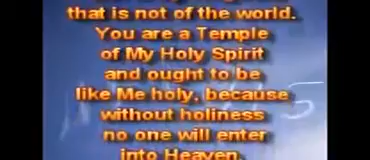 that is not of the world.
You are a Temple
of My Holy Spirit
and ought to be
like Me holy, because
without holiness
no one will enter
into Heaven.